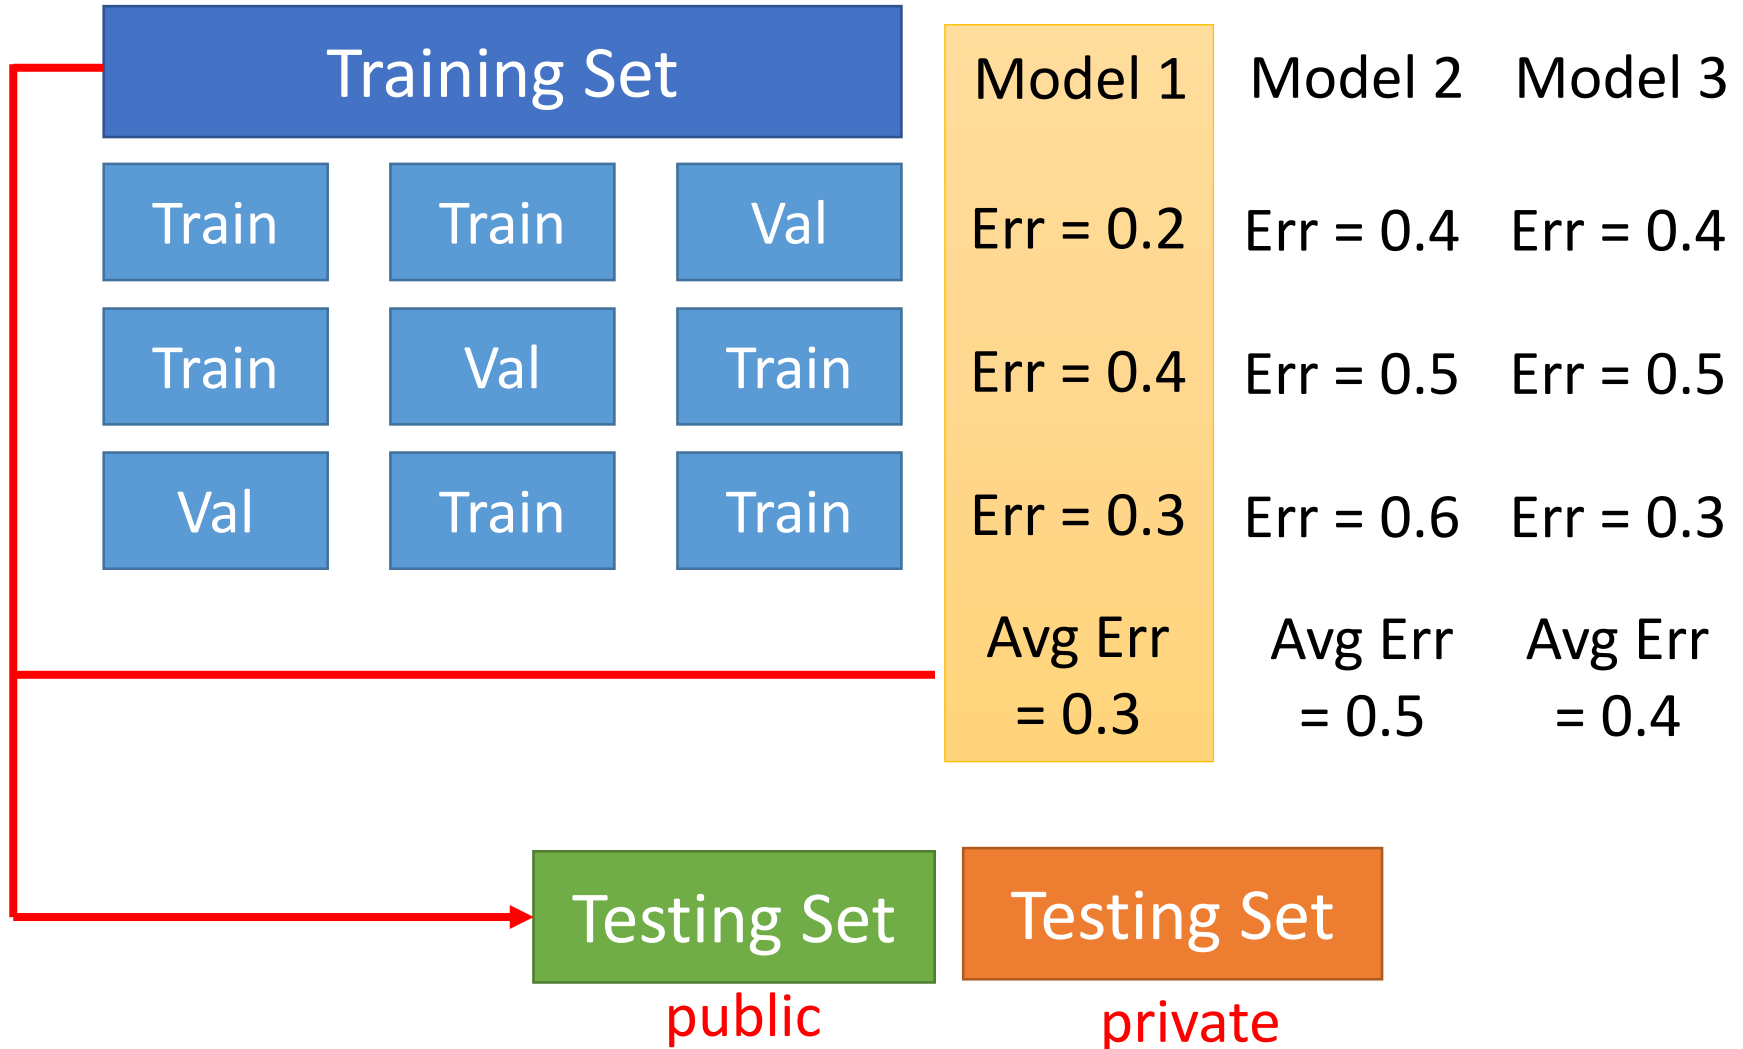 Training Set
Model 1 Model 2 Model 3
Train Train Val Err = 0.2 Err = 0.4 Err = 0.4
Train Val Train Err = 0.4 Err = 0.5 Err = 0.5
Val Train Train Err = 0.3 Err = 0.6 Err = 0.3
Avg Err Avg Err Avg Err
= 0.3 = 0.5 = 0.4
Testing Set Testing Set
public private